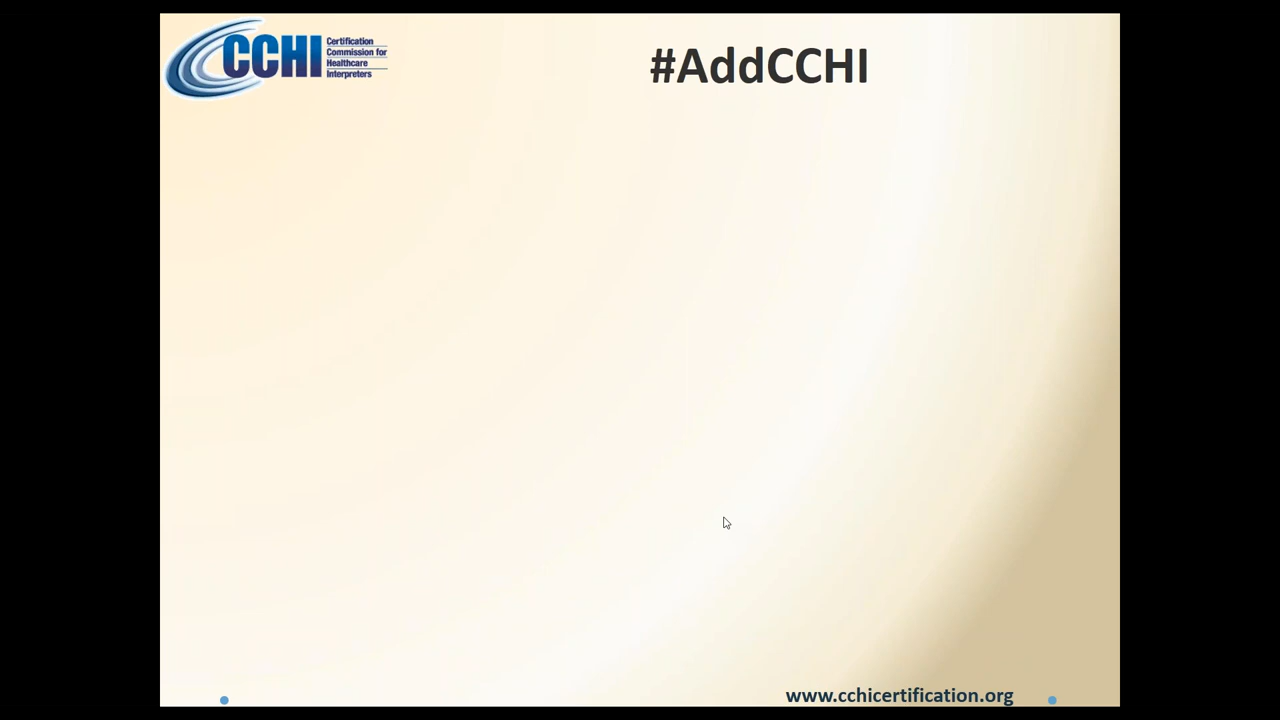 CCHI
Certification
Commission for
Healthcare
Interpreters
#AddCCHI
www.cchicertification.org